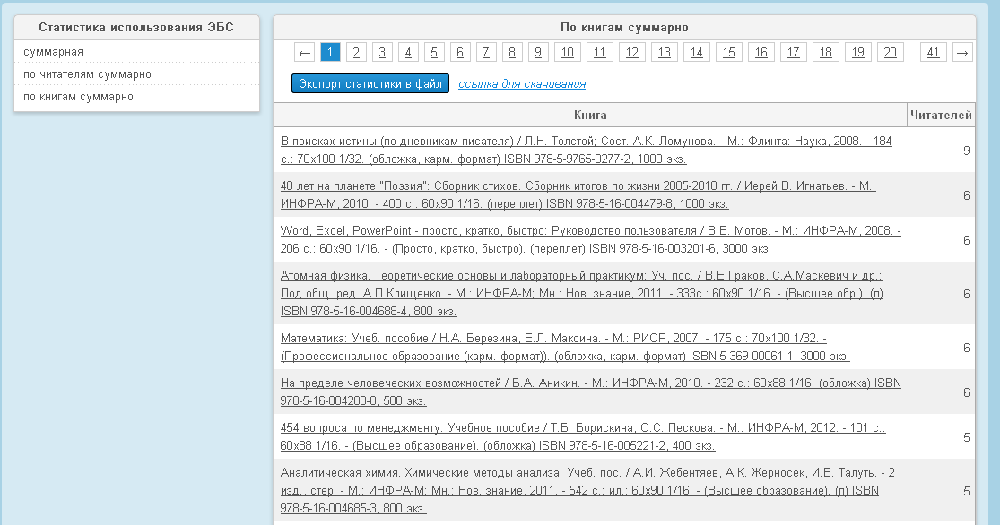 Статистика использования ЭБС
суммарная
по читателям суммарно
по книгам суммарно
По книгам суммарно
← 1 2 3 4 5 6 7 8 9 10 11 12 13 14 15 16 17 18 19 20 ... 41 →
Экспорт статистики в файл ссылка для скачивания
Книга Читателей
В поисках истины (по дневникам писателя) / Л.Н. Толстой; Сост. А.К. Ломунова. - М.: Флинта: Наука, 2008. - 184
с.: 70x100 1/32. (обложка, карм. формат) ISBN 978-5-9765-0277-2, 1000 экз.
9
40 лет на планете "Поэзия": Сборник стихов. Сборник итогов по жизни 2005-2010 гг. / Иерей В. Игнатьев. - М.:
ИНФРА-М, 2010. - 400 с.: 60x90 1/16. (переплет) ISBN 978-5-16-004479-8, 1000 экз.
6
Word, Excel, PowerPoint - просто, кратко, быстро: Руководство пользователя / В.В. Мотов. - М.: ИНФРА-М, 2008. -
206 с.: 60x90 1/16. - (Просто, кратко, быстро). (переплет) ISBN 978-5-16-003201-6, 3000 экз.
6
Атомная физика. Теоретические основы и лабораторный практикум: Уч. пос. / В.Е.Граков, С.А.Маскевич и др.;
Под общ. ред. А.П.Клищенко. - М.: ИНФРА-М; Мн.: Нов. знание, 2011. - 333с.: 60x90 1/16. - (Высшее обр.). (п)
ISBN 978-5-16-004688-4, 800 экз.
6
Математика: Учеб. пособие / Н.А. Березина, Е.Л. Максина. - М.: РИОР, 2007. - 175 с.: 70x100 1/32. -
(Профессиональное образование (карм. формат)). (обложка, карм. формат) ISBN 5-369-00061-1, 3000 экз.
6
На пределе человеческих возможностей / Б.А. Аникин. - М.: ИНФРА-М, 2010. - 232 с.: 60x88 1/16. (обложка) ISBN
978-5-16-004200-8, 500 экз.
6
454 вопроса по менеджменту: Учебное пособие / Т.Б. Борискина, О.С. Пескова. - М.: ИНФРА-М, 2012. - 101 с.:
60x88 1/16. - (Высшее образование). (обложка) ISBN 978-5-16-005221-2, 400 экз.
5
Аналитическая химия. Химические методы анализа: Учеб. пос. / А.И. Жебентяев, А.К. Жерносек, И.Е. Талуть. - 2
изд., стер. - М.: ИНФРА-М; Мн.: Нов. знание, 2011. - 542 с.: ил.; 60x90 1/16. - (Высшее образование). (п) ISBN
978-5-16-004685-3, 800 экз.
5